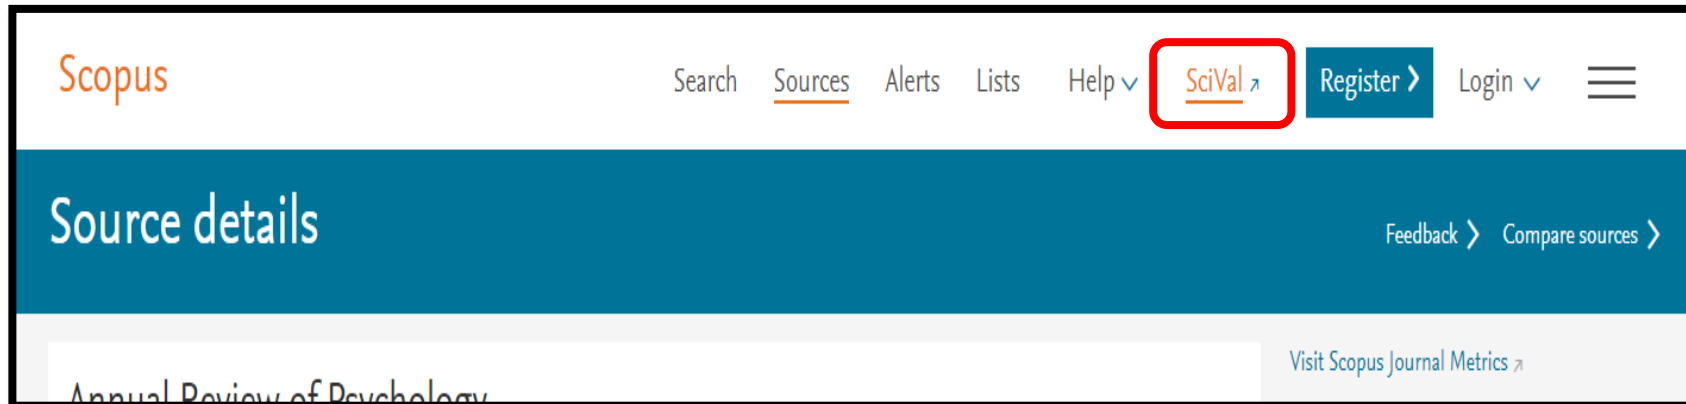 Scopus Search Sources Alerts Lists Help SciVal Register Login
Source details
Feedback Compare sources
Visit Scopus Journal Metrics
Annual Review of Psychology